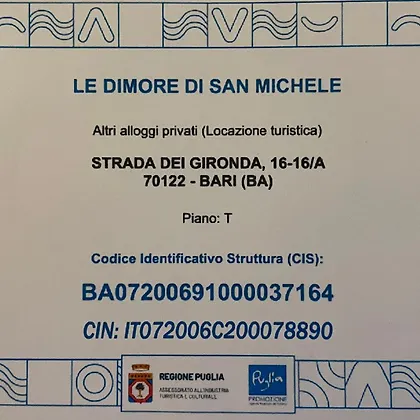 LE DIMORE DI SAN MICHELE
Altri alloggi privati (Locazione turistica)
STRADA DEI GIRONDA, 16-16/A
70122 - BARI (BA)
Piano: T
Codice Identificativo Struttura (CIS):
BA07200691000037164
CIN: IT072006C200078890
REGIONE PUGLIA
ASSESSORATO ALL'INDUSTRIA
TURISTICA E CULTURALE
Puglia
PROMOZIONE